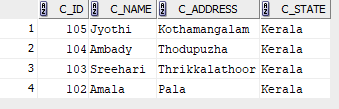 C_ID C_NAME C_ADDRESS C_STATE
1 105 Jyothi Kothamangalam Kerala
2 104 Ambady Thodupuzha Kerala
3 103 Sreehari Thrikkalathoor Kerala
4 102 Amala Pala Kerala